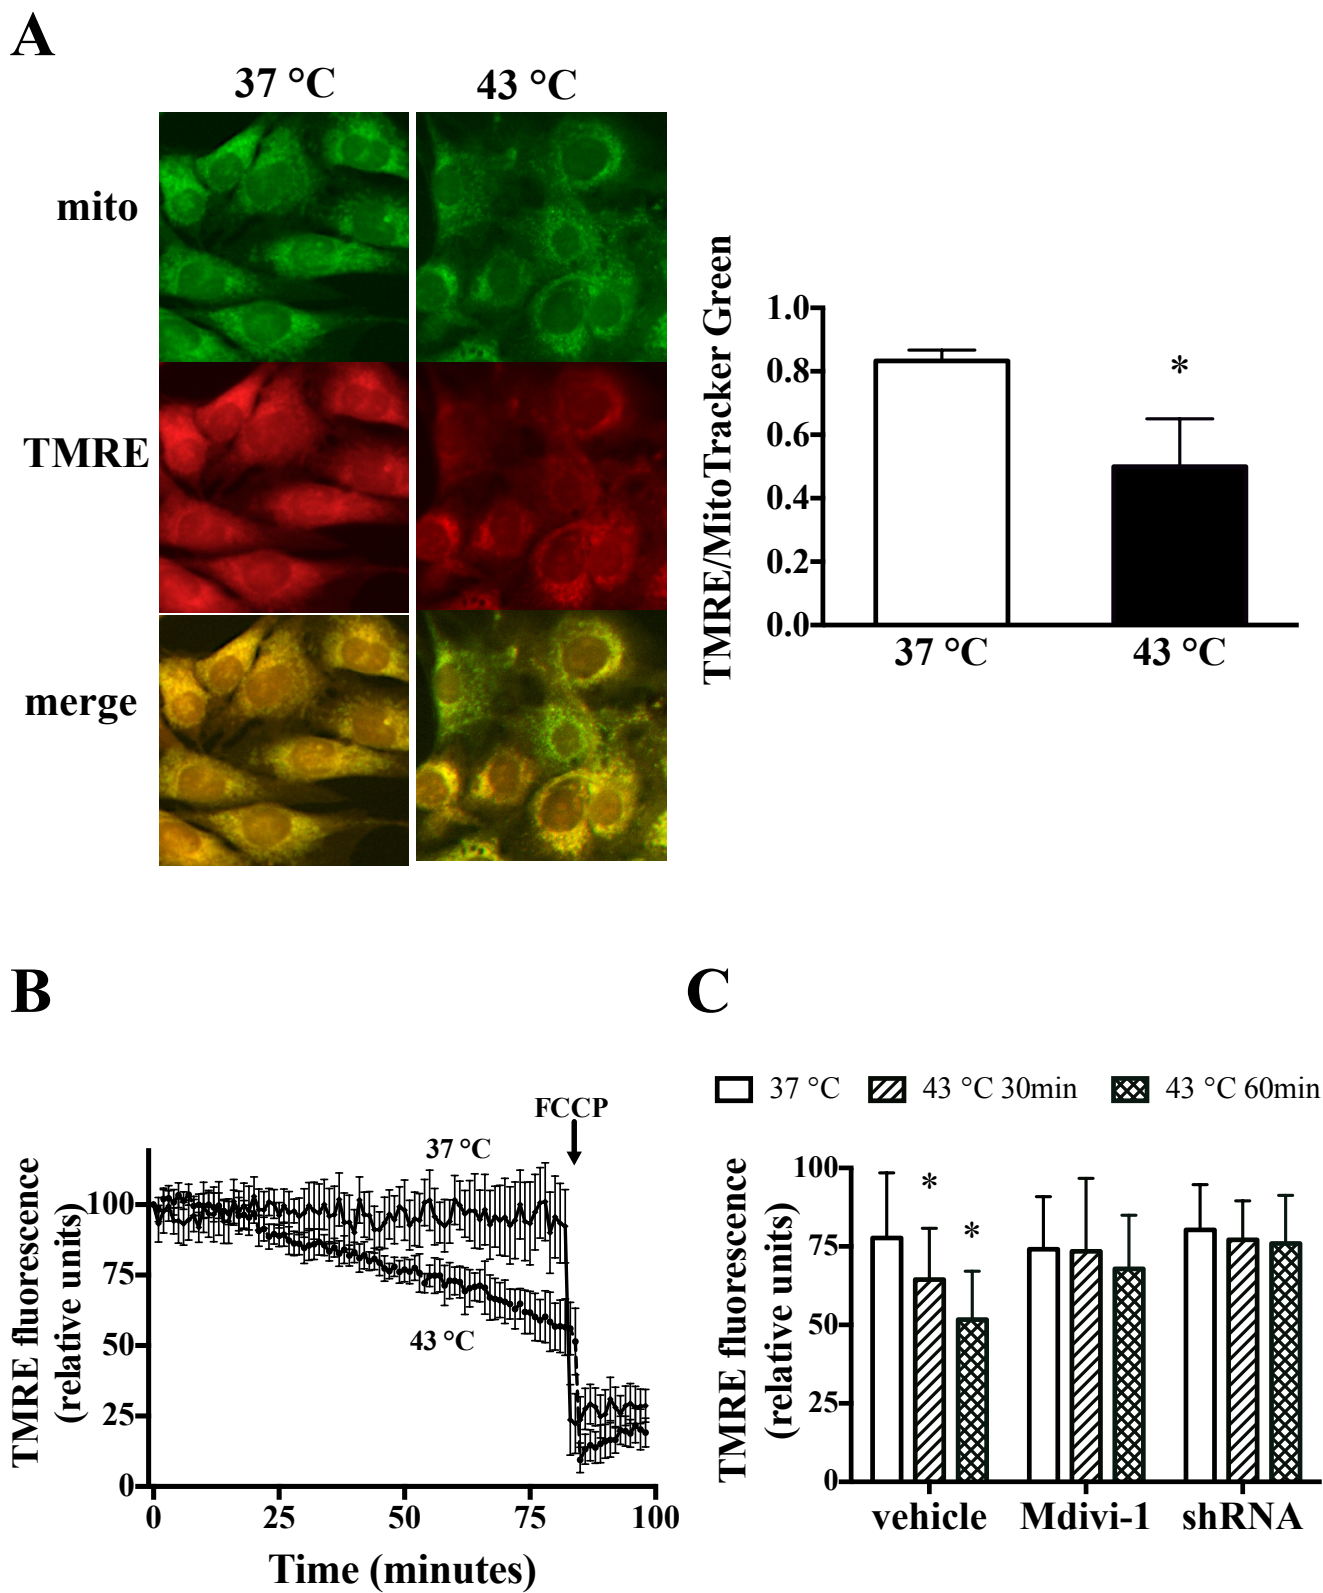 A
37 °C
43 °C
mito
TMRE
merge
TMRE/MitoTracker Green
1.0
0.8
0.6
0.4
0.2
0.0
*
37 °C
43 °C
B
FCCP
37 °C
43 °C
TMRE fluorescence
(relative units)
100
75
50
25
0
0
25
50
75
100
Time (minutes)
C
37 °C
43 °C 30min
43 °C 60min
TMRE fluorescence
(relative units)
100
75
50
25
0
*
*
vehicle
Mdivi-1
shRNA